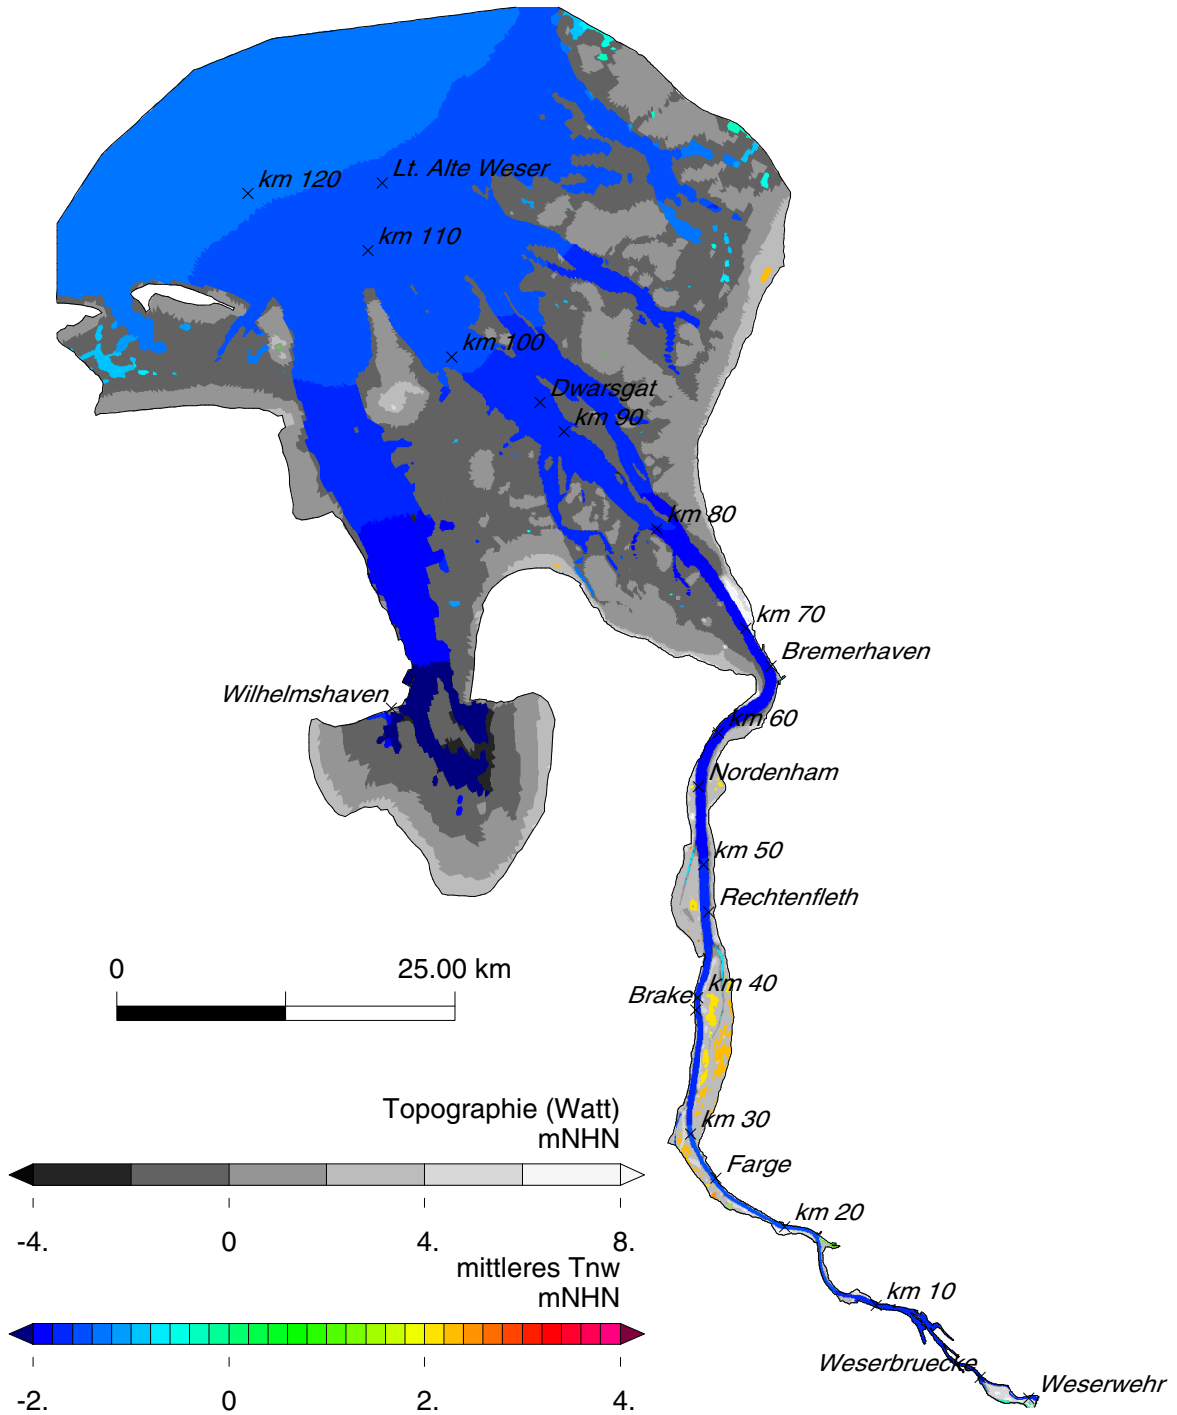 Lt. Alte Weser
km 120
km 110
km 100
Dwarsgat
km 90
km 80
km 70
Bremerhaven
Wilhelmshaven
km 60
Nordenham
km 50
Rechtenfleth
0 25.00 km
km 40
Brake
Topographie (Watt)
mNHN
km 30
Farge
km 20
-4. 0 4. 8.
mittleres Tnw
mNHN
km 10
Weserbruecke
Weserwehr
-2. 0 2. 4.